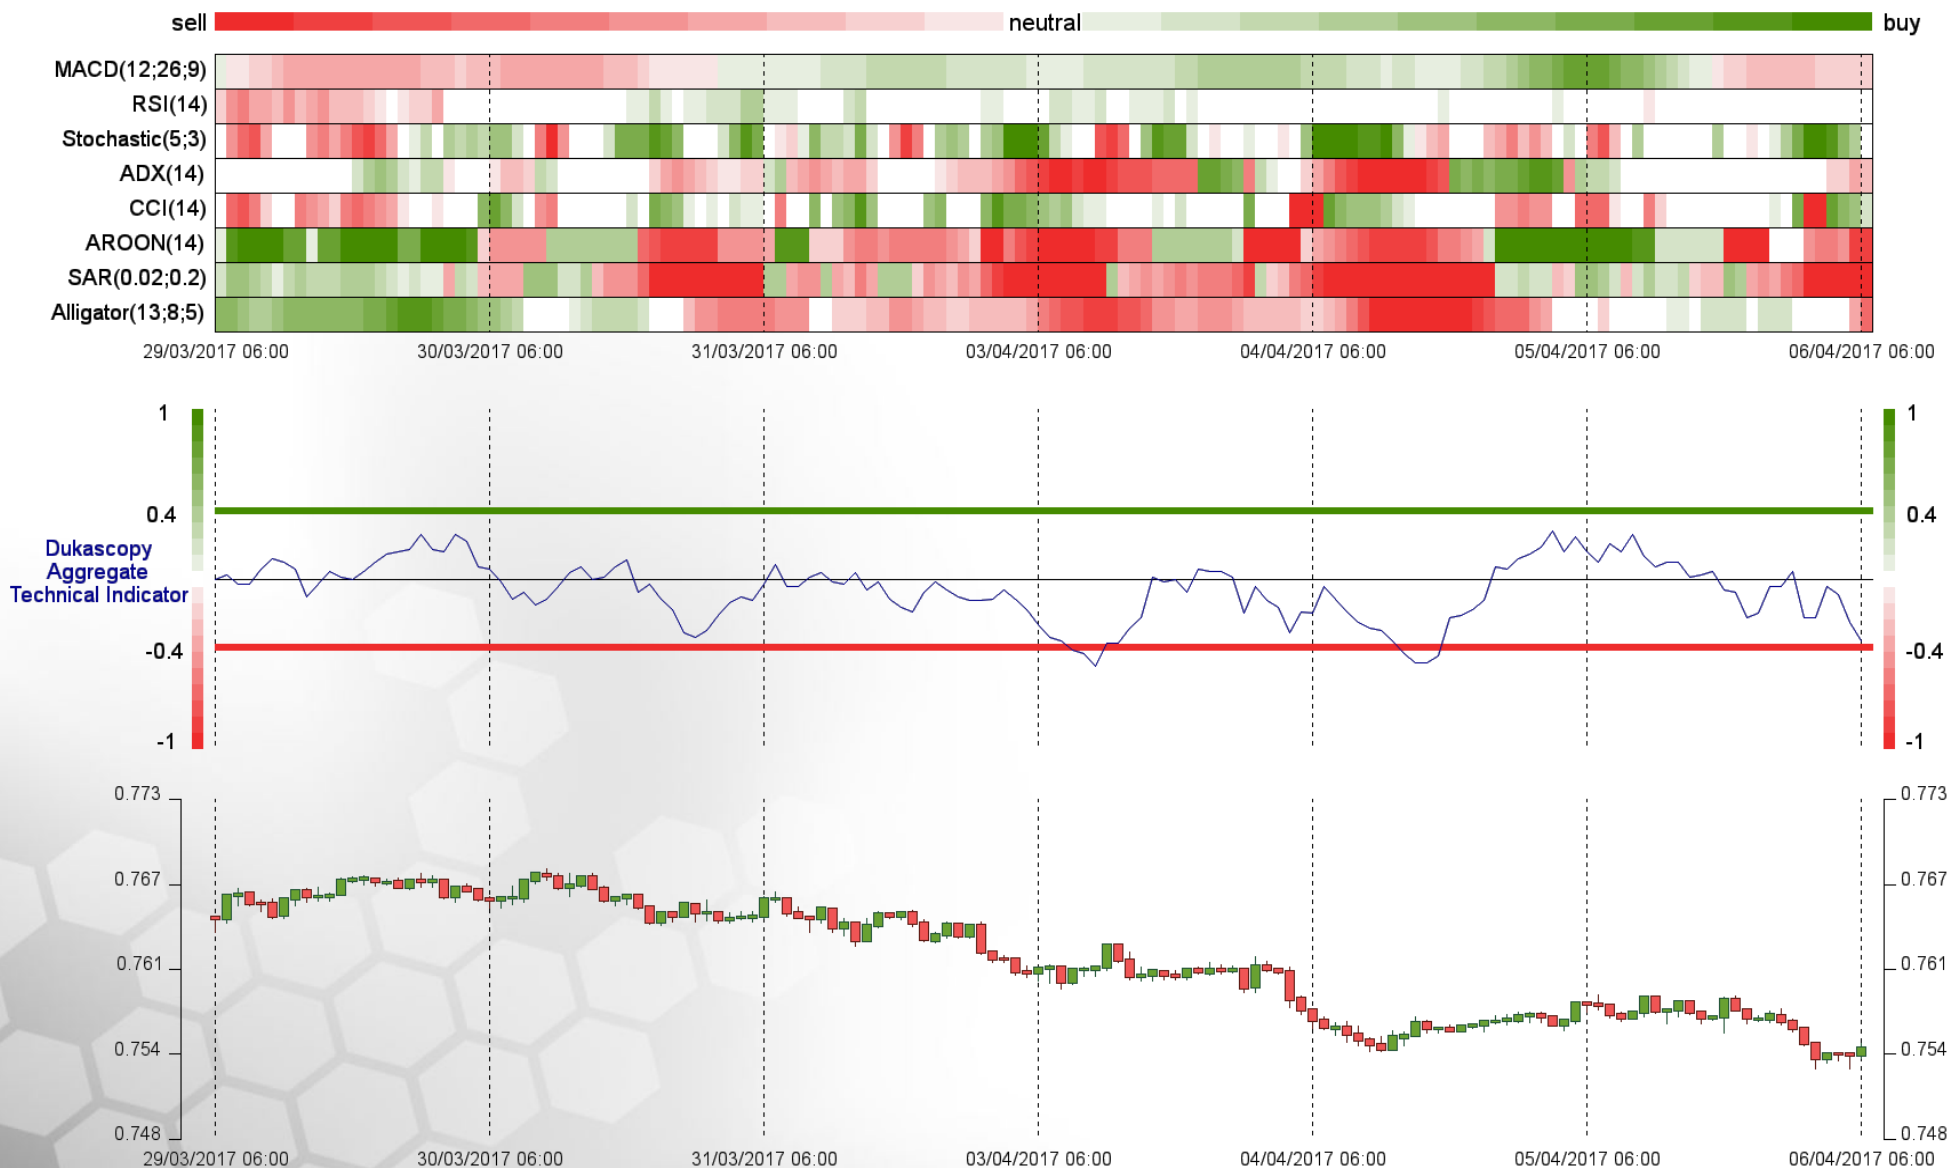 sell neutral buy
MACD(12;26;9)
RSI(14)
Stochastic(5;3)
ADX(14)
CCI(14)
AROON(14)
SAR(0.02;0.2)
Alligator(13;8;5)
29/03/2017 06:00 30/03/2017 06:00 31/03/2017 06:00 03/04/2017 06:00 04/04/2017 06:00 05/04/2017 06:00 06/04/2017 06:00
1 1
0.4 0.4
Dukascopy
Aggregate
Technical Indicator
-0.4 -0.4
-1 -1
0.773 0.773
0.767 0.767
0.761 0.761
0.754 0.754
0.748 0.748
29/03/2017 06:00 30/03/2017 06:00 31/03/2017 06:00 03/04/2017 06:00 04/04/2017 06:00 05/04/2017 06:00 06/04/2017 06:00